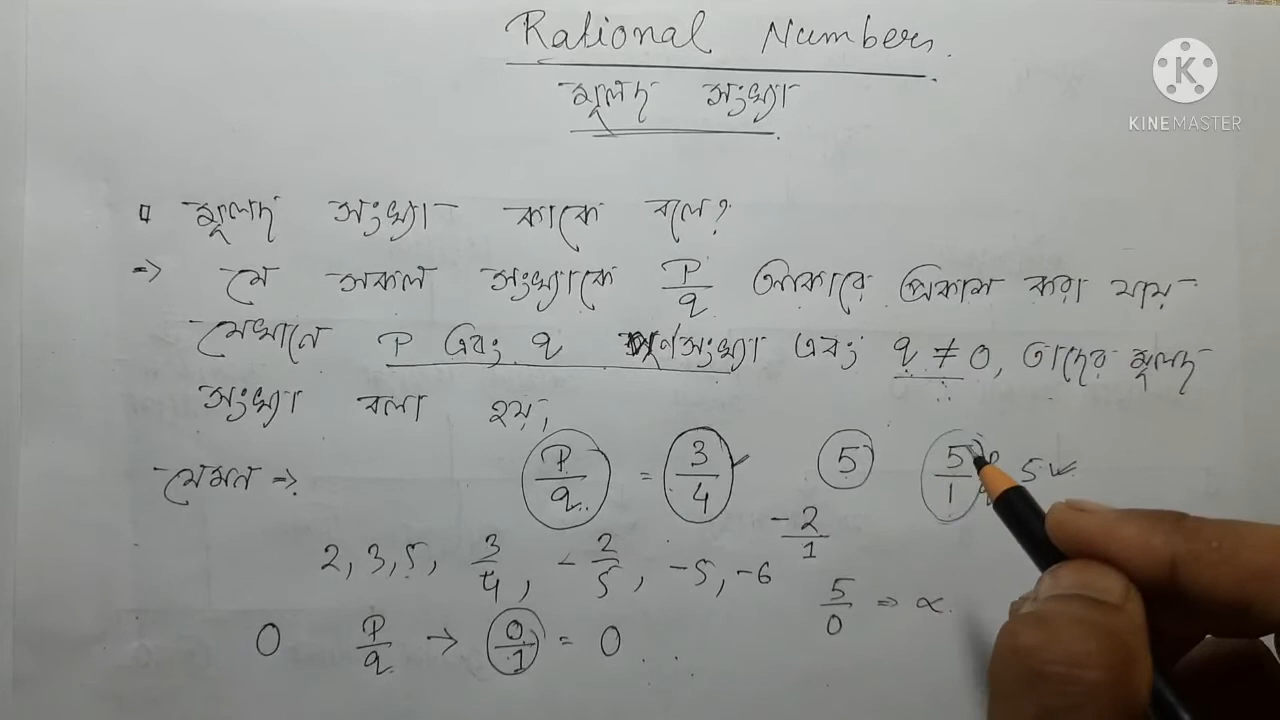 Rational Numbers.
মূলদ সংখ্যা
মূলদ সংখ্যা কাকে বলে?
=> যে সকল সংখ্যাকে P/q আকারে প্রকাশ করা যায়
যেখানে P এবং q পূর্ণসংখ্যা এবং q ≠ 0, তাদের মূলদ
সংখ্যা বলা হয়,
যেমন => P/q = 3/4 5 5/1 5
-2/1
2, 3, 5, 3/4, -2/5, -5, -6
5/0 => ∝.
0 P/q → 0/1 = 0
KINEMASTER